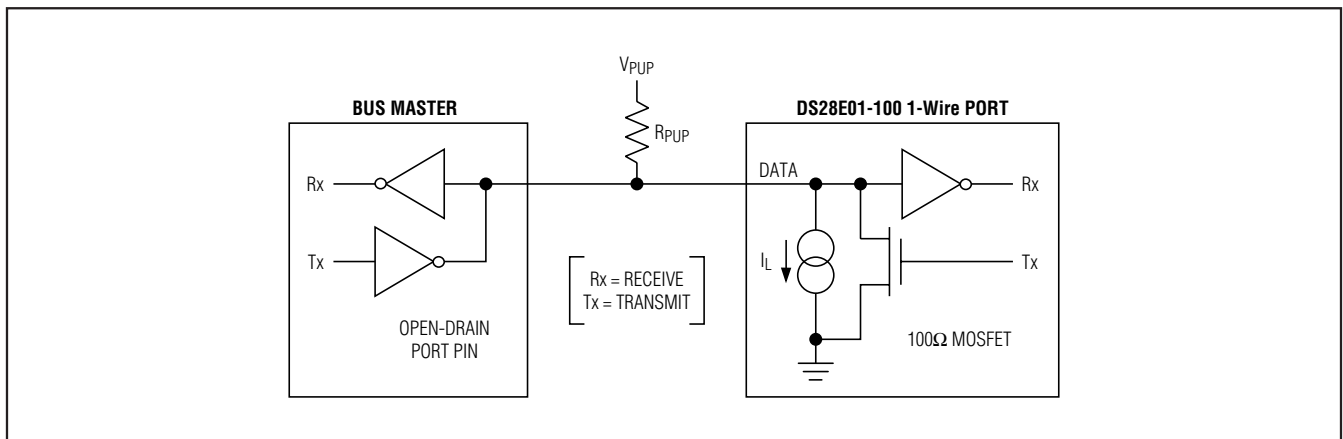 VPUP
BUS MASTER
DS28E01-100 1-Wire PORT
RPUP
DATA
Rx
Rx
Tx
IL
Tx
Rx = RECEIVE
Tx = TRANSMIT
OPEN-DRAIN
PORT PIN
100Ω MOSFET